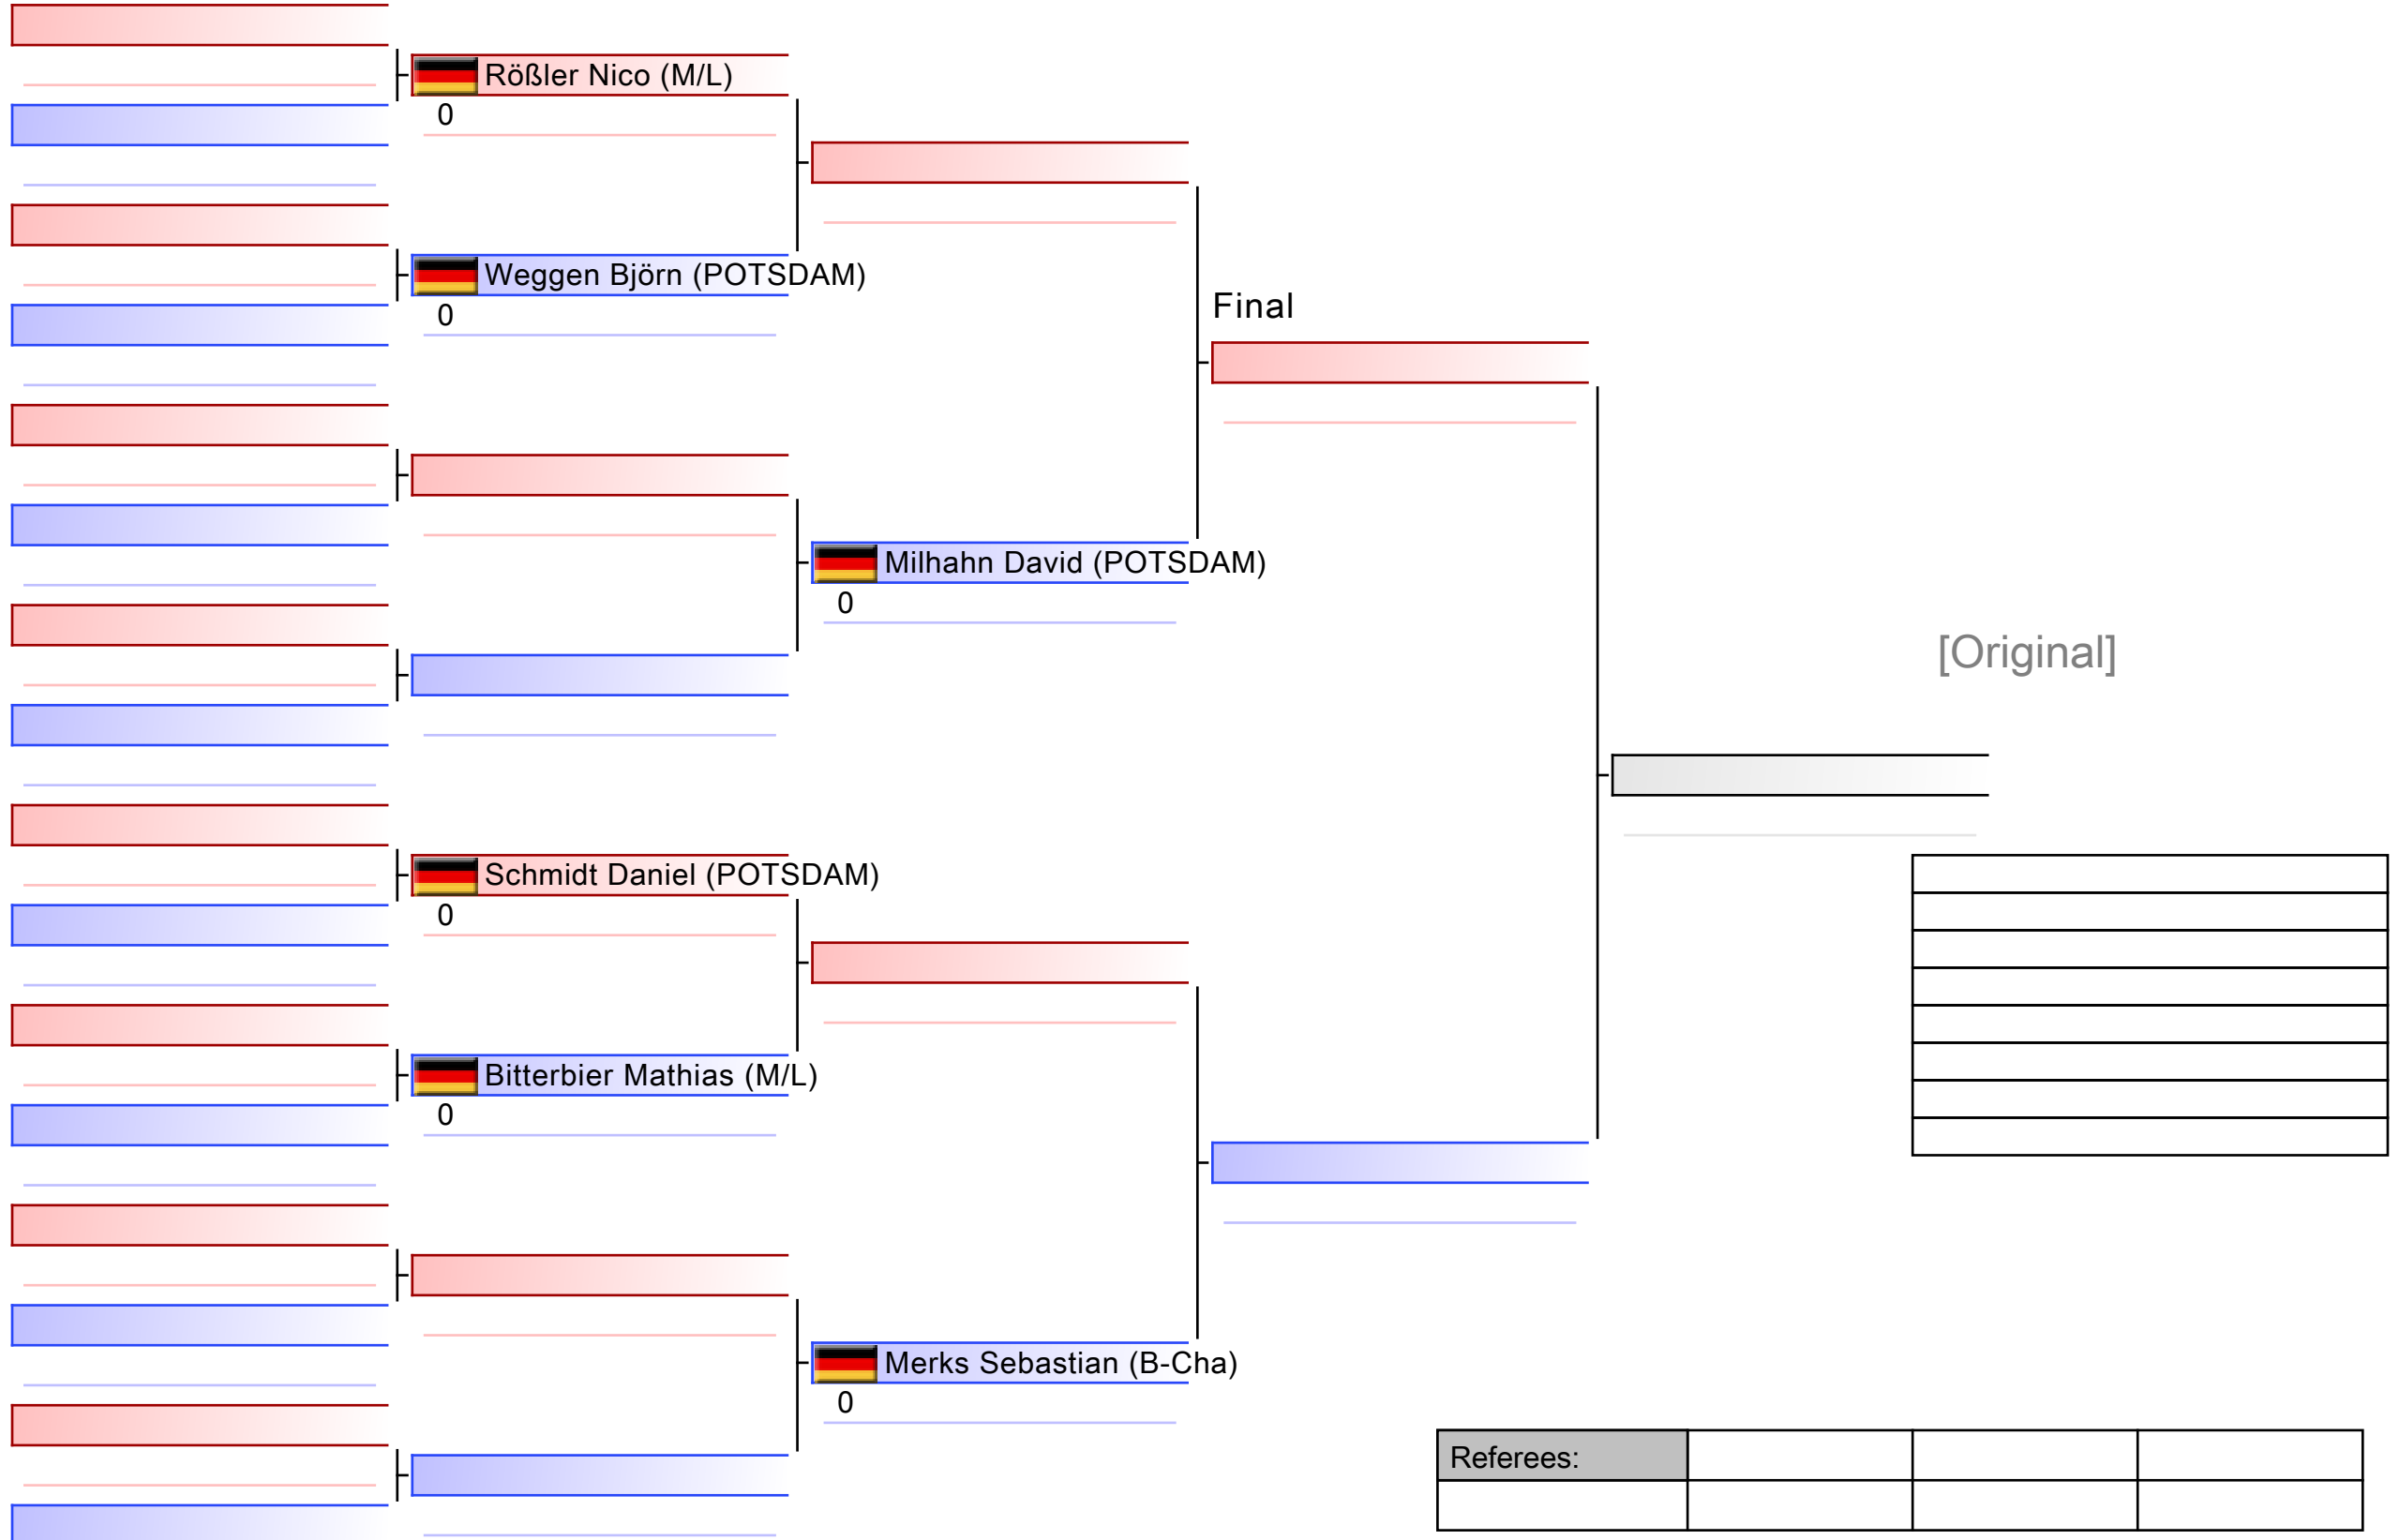 Rößler Nico (M/L)
0
Weggen Björn (POTSDAM)
0
Final
Milhahn David (POTSDAM)
0
[Original]
Schmidt Daniel (POTSDAM)
0
Bitterbier Mathias (M/L)
0
Merks Sebastian (B-Cha)
0
Referees: